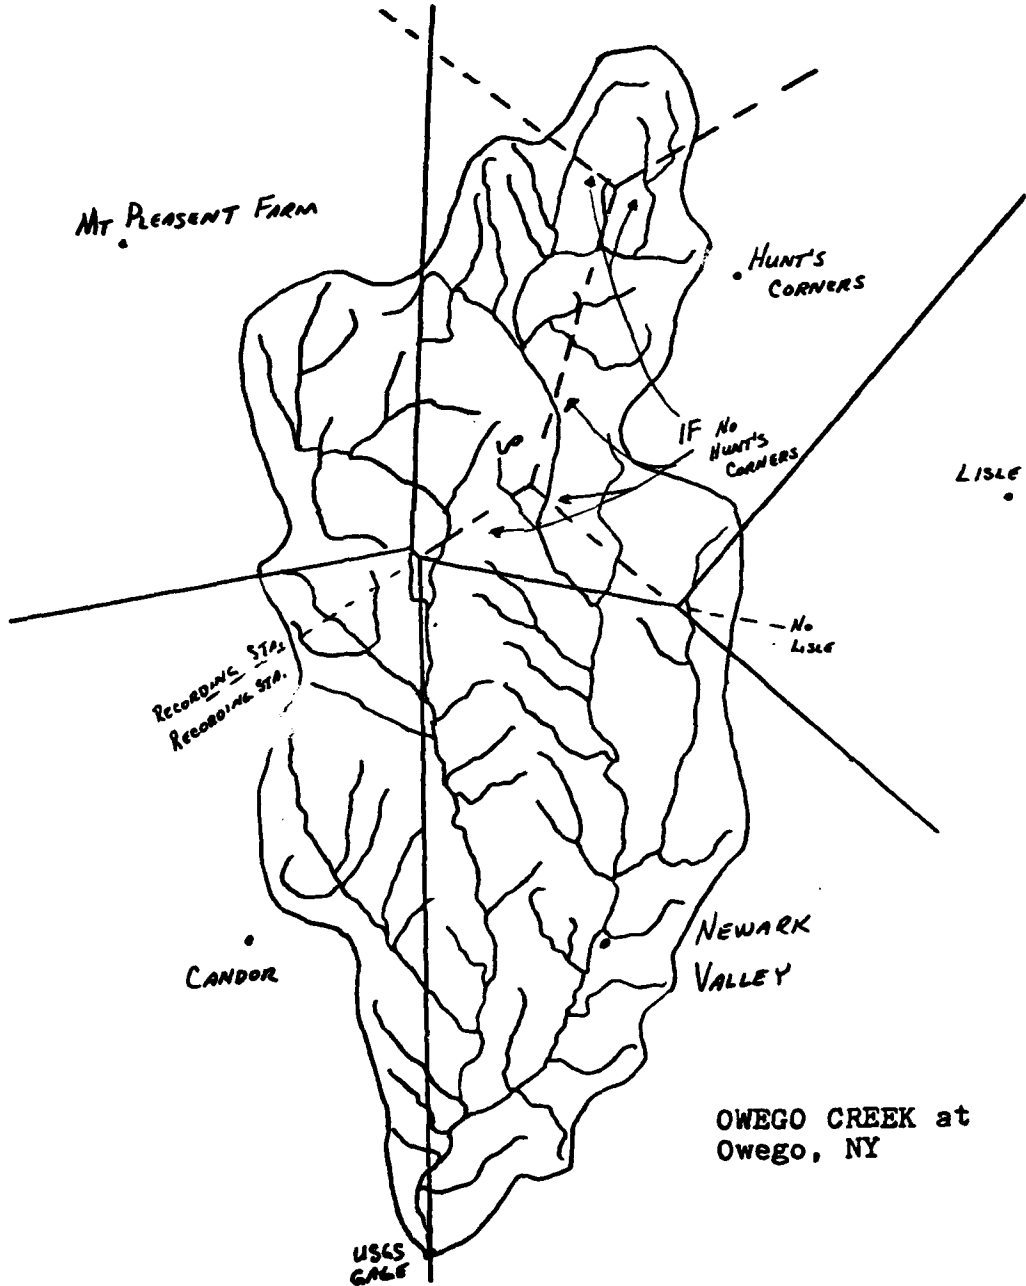 MT PLEASENT FARM
HUNT'S
CORNERS
IF NO
HUNT'S
CORNERS
LISLE
NO
LISLE
RECORDING STA.
RECORDING STA.
NEWARK
VALLEY
CANDOR
OWEGO CREEK at
Owego, NY
USGS
GAGE